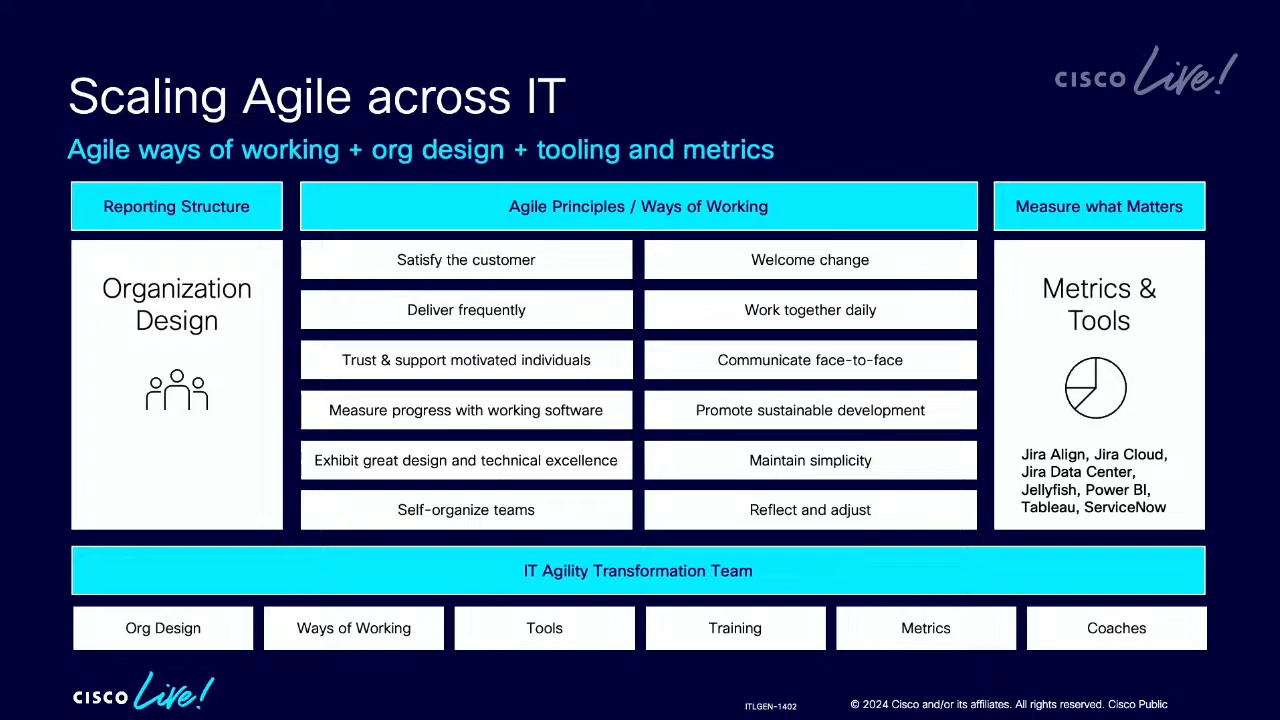 Scaling Agile across IT
CISCO Live!
Agile ways of working + org design + tooling and metrics
Reporting Structure
Agile Principles / Ways of Working
Measure what Matters
Organization
Design
Satisfy the customer
Welcome change
Deliver frequently
Work together daily
Trust & support motivated individuals
Communicate face-to-face
Measure progress with working software
Promote sustainable development
Exhibit great design and technical excellence
Maintain simplicity
Self-organize teams
Reflect and adjust
Metrics &
Tools
Jira Align, Jira Cloud,
Jira Data Center,
Jellyfish, Power BI,
Tableau, ServiceNow
IT Agility Transformation Team
Org Design
Ways of Working
Tools
Training
Metrics
Coaches
CISCO Live!
ITLGEN-1402
© 2024 Cisco and/or its affiliates. All rights reserved. Cisco Public